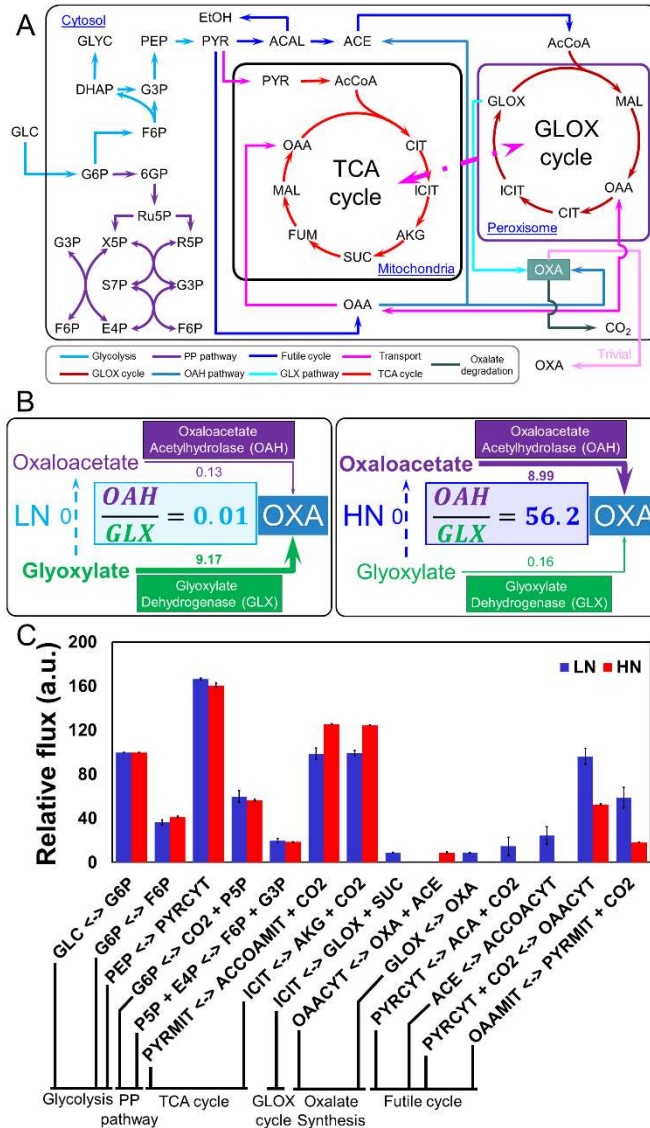 A
Cytosol
EtOH
GLYC
PEP
PYR
ACAL
ACE
AcCoA
PYR
AcCoA
DHAP
G3P
GLOX
MAL
GLC
F6P
OAA
CIT
GLOX
cycle
TCA
cycle
G6P
6GP
MAL
ICIT
ICIT
OAA
Ru5P
CIT
FUM
AKG
G3P
X5P
R5P
SUC
Peroxisome
Mitochondria
S7P
G3P
OXA
OAA
F6P
E4P
F6P
CO2
Glycolysis
PP pathway
Futile cycle
Transport
Oxalate
degradation
OXA
Trivial
GLOX cycle
OAH pathway
GLX pathway
TCA cycle
B
Oxaloacetate
Acetylhydrolase (OAH)
Oxaloacetate
0.13
LN 0
OAH
GLX
= 0.01
OXA
9.17
Glyoxylate
Glyoxylate
Dehydrogenase (GLX)
Oxaloacetate
Acetylhydrolase (OAH)
Oxaloacetate
8.99
HN 0
OAH
GLX
= 56.2
OXA
0.16
Glyoxylate
Glyoxylate
Dehydrogenase (GLX)
C
Relative flux (a.u.)
200
160
120
80
40
0
LN
HN
GLC <-> G6P
G6P <-> F6P
PEP <-> PYRCYT
G6P <-> CO2 + P5P
P5P + E4P <-> F6P + G3P
PYRMIT <-> ACCOAMIT + CO2
ICIT <-> AKG + CO2
ICIT <-> GLOX + SUC
OAACYT <-> OXA + ACE
GLOX <-> OXA
PYRCYT <-> ACA + CO2
ACE <-> ACCOACYT
PYRCYT + CO2 <-> OAACYT
OAAMIT <-> PYRMIT + CO2
Glycolysis
PP
pathway
TCA cycle
GLOX
cycle
Oxalate
Synthesis
Futile cycle